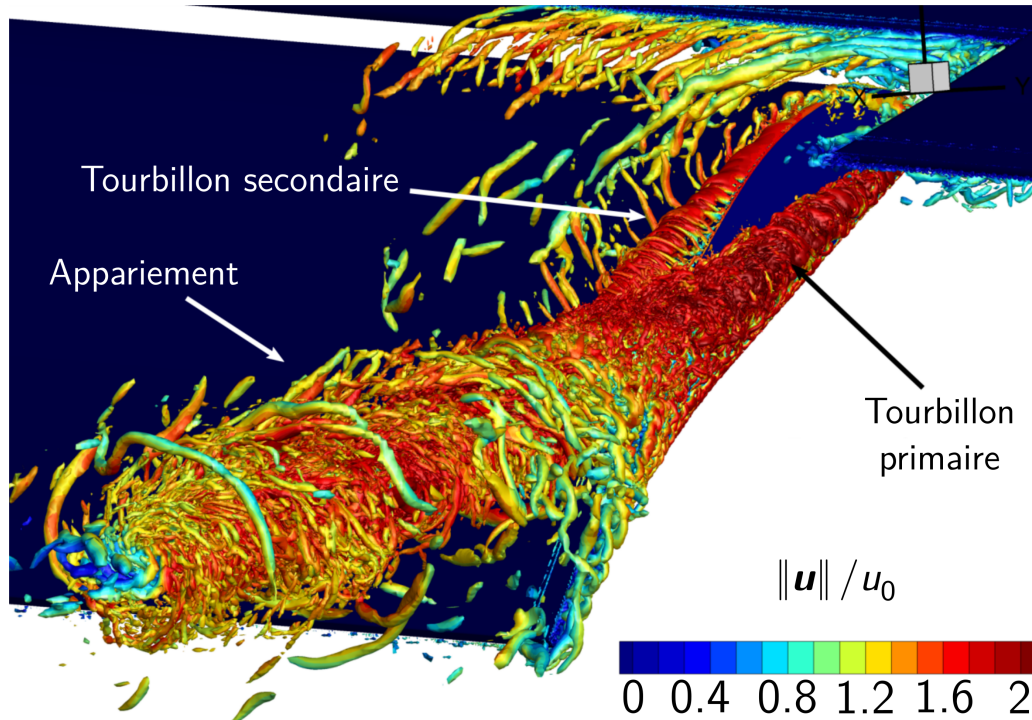 Tourbillon secondaire
Appariement
Tourbillon
primaire
‖u‖ / u₀
0 0.4 0.8 1.2 1.6 2
X
Y